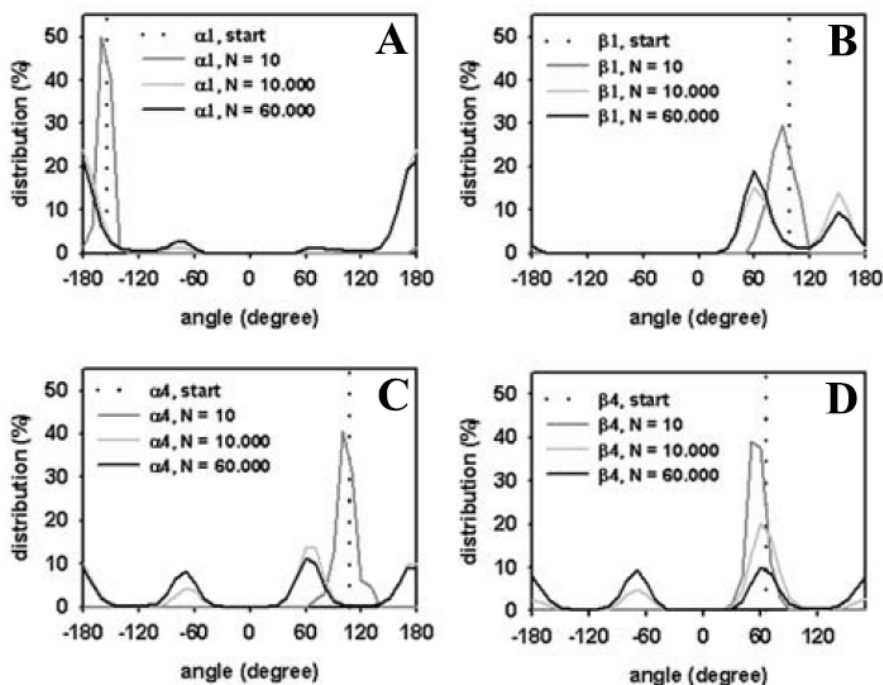 A
α1, start
α1, N = 10
α1, N = 10.000
α1, N = 60.000
distribution (%)
50
40
30
20
10
0
-180 -120 -60 0 60 120 180
angle (degree)
B
β1, start
β1, N = 10
β1, N = 10.000
β1, N = 60.000
distribution (%)
50
40
30
20
10
0
-180 -120 -60 0 60 120 180
angle (degree)
C
α4, start
α4, N = 10
α4, N = 10.000
α4, N = 60.000
distribution (%)
50
40
30
20
10
0
-180 -120 -60 0 60 120 180
angle (degree)
D
β4, start
β4, N = 10
β4, N = 10.000
β4, N = 60.000
distribution (%)
50
40
30
20
10
0
-180 -120 -60 0 60 120
angle (degree)